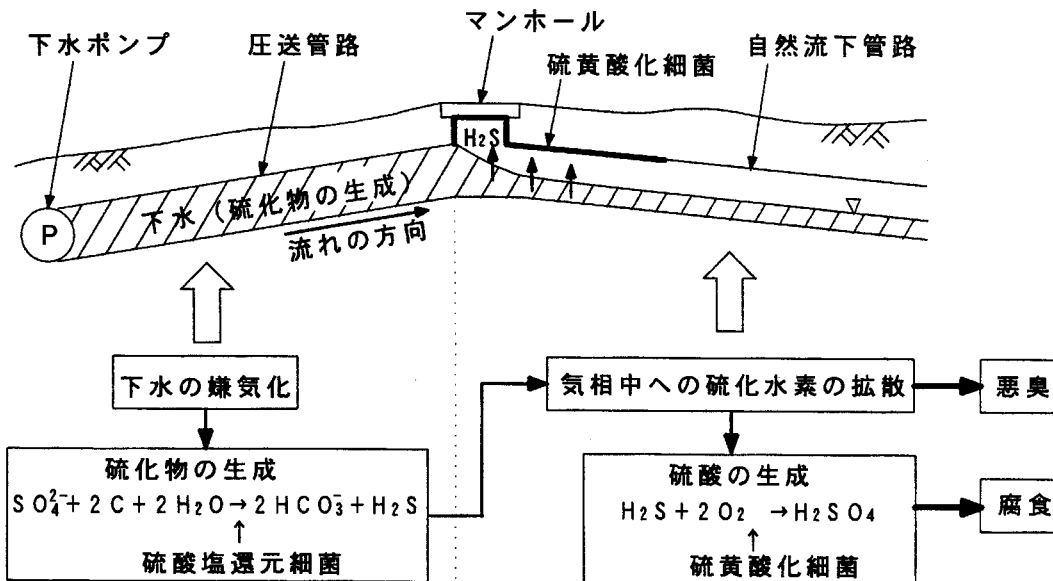 マンホール
下水ポンプ
圧送管路
硫黄酸化細菌
自然流下管路
H₂S
下水(硫化物の生成)
P
流れの方向
下水の嫌気化
気相中への硫化水素の拡散
悪臭
硫化物の生成
SO₄²⁻+2C+2H₂O→2HCO₃⁻+H₂S
↑
硫酸塩還元細菌
硫酸の生成
H₂S+2O₂→H₂SO₄
↑
硫黄酸化細菌
腐食